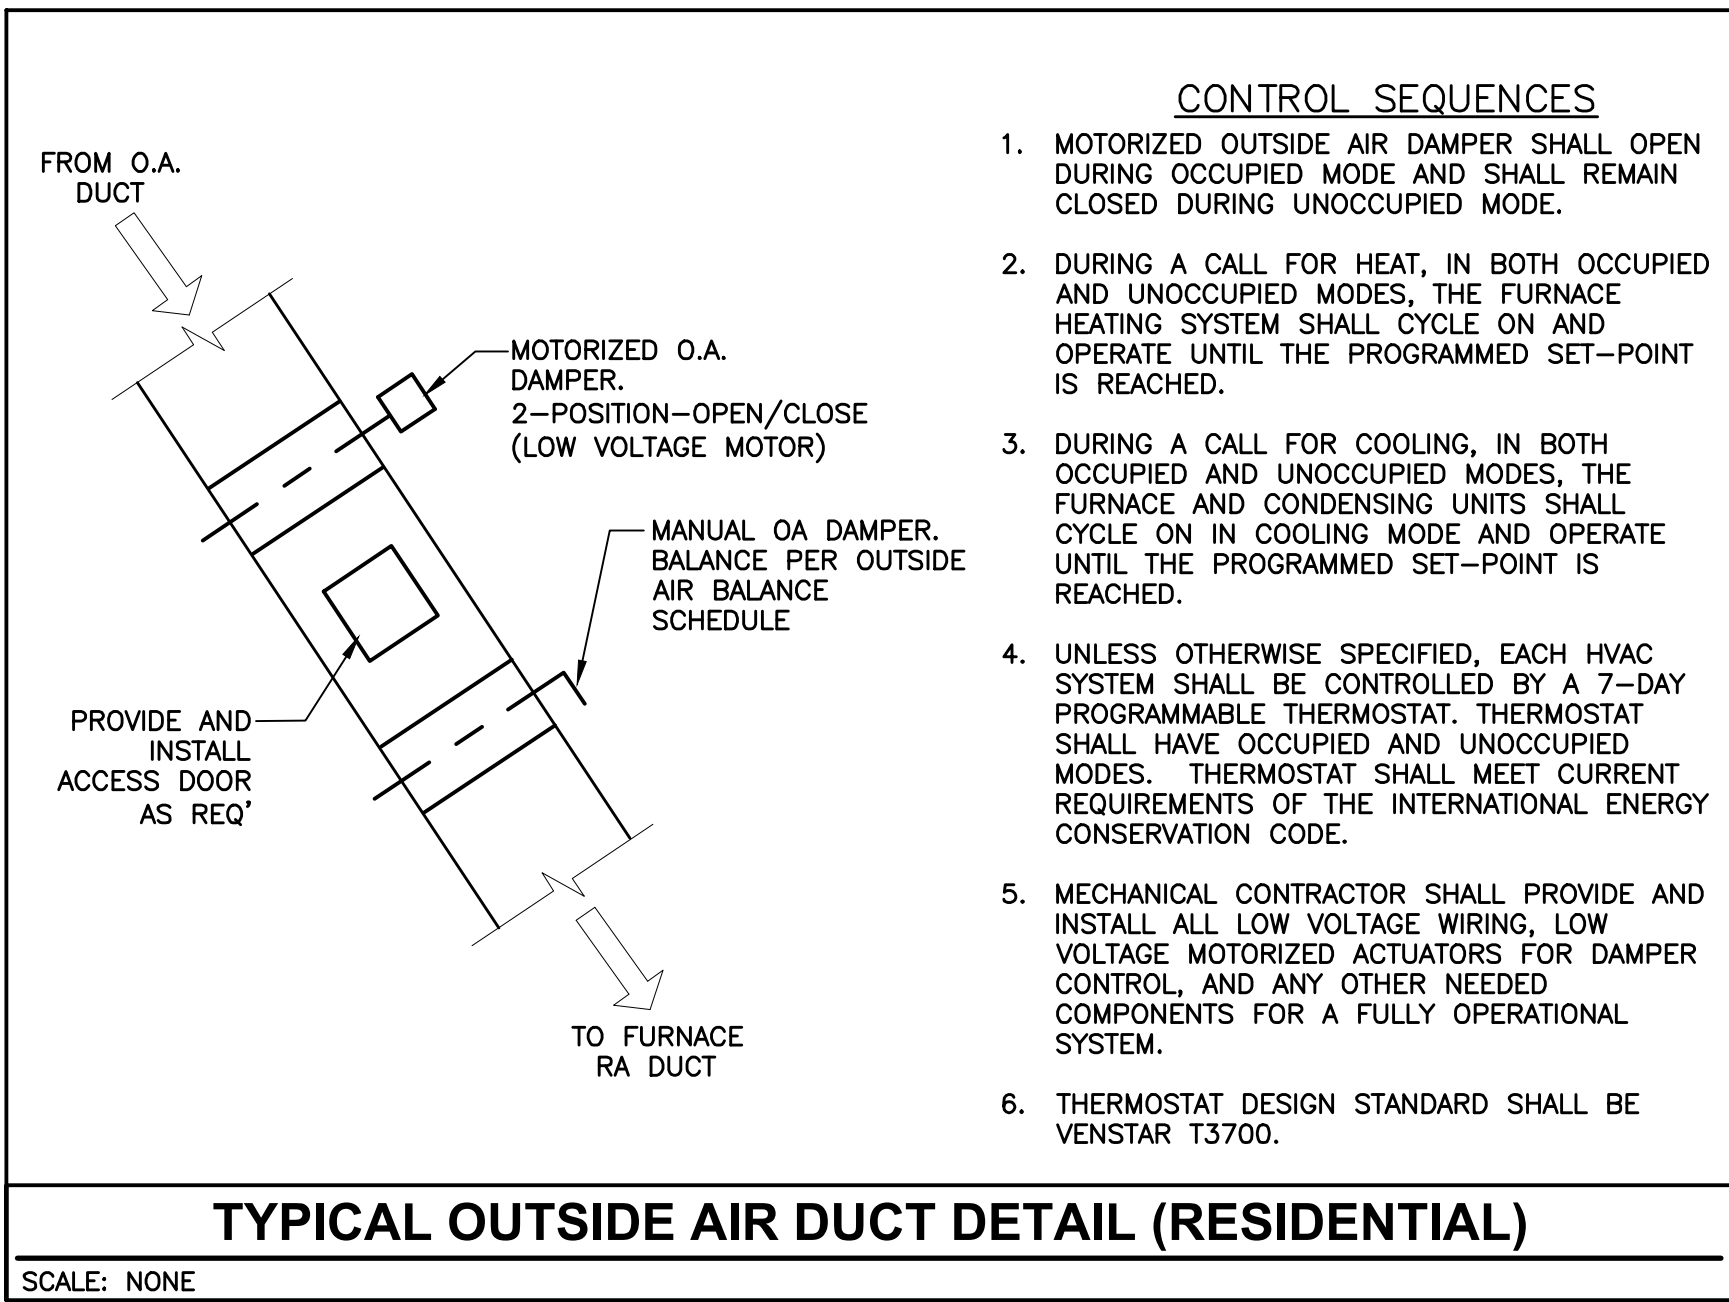 FROM O.A.
DUCT
MOTORIZED O.A.
DAMPER.
2-POSITION-OPEN/CLOSE
(LOW VOLTAGE MOTOR)
MANUAL OA DAMPER.
BALANCE PER OUTSIDE
AIR BALANCE
SCHEDULE
PROVIDE AND
INSTALL
ACCESS DOOR
AS REQ'
TO FURNACE
RA DUCT
CONTROL SEQUENCES
1. MOTORIZED OUTSIDE AIR DAMPER SHALL OPEN
DURING OCCUPIED MODE AND SHALL REMAIN
CLOSED DURING UNOCCUPIED MODE.
2. DURING A CALL FOR HEAT, IN BOTH OCCUPIED
AND UNOCCUPIED MODES, THE FURNACE
HEATING SYSTEM SHALL CYCLE ON AND
OPERATE UNTIL THE PROGRAMMED SET-POINT
IS REACHED.
3. DURING A CALL FOR COOLING, IN BOTH
OCCUPIED AND UNOCCUPIED MODES, THE
FURNACE AND CONDENSING UNITS SHALL
CYCLE ON IN COOLING MODE AND OPERATE
UNTIL THE PROGRAMMED SET-POINT IS
REACHED.
4. UNLESS OTHERWISE SPECIFIED, EACH HVAC
SYSTEM SHALL BE CONTROLLED BY A 7-DAY
PROGRAMMABLE THERMOSTAT. THERMOSTAT
SHALL HAVE OCCUPIED AND UNOCCUPIED
MODES. THERMOSTAT SHALL MEET CURRENT
REQUIREMENTS OF THE INTERNATIONAL ENERGY
CONSERVATION CODE.
5. MECHANICAL CONTRACTOR SHALL PROVIDE AND
INSTALL ALL LOW VOLTAGE WIRING, LOW
VOLTAGE MOTORIZED ACTUATORS FOR DAMPER
CONTROL, AND ANY OTHER NEEDED
COMPONENTS FOR A FULLY OPERATIONAL
SYSTEM.
6. THERMOSTAT DESIGN STANDARD SHALL BE
VENSTAR T3700.
TYPICAL OUTSIDE AIR DUCT DETAIL (RESIDENTIAL)
SCALE: NONE